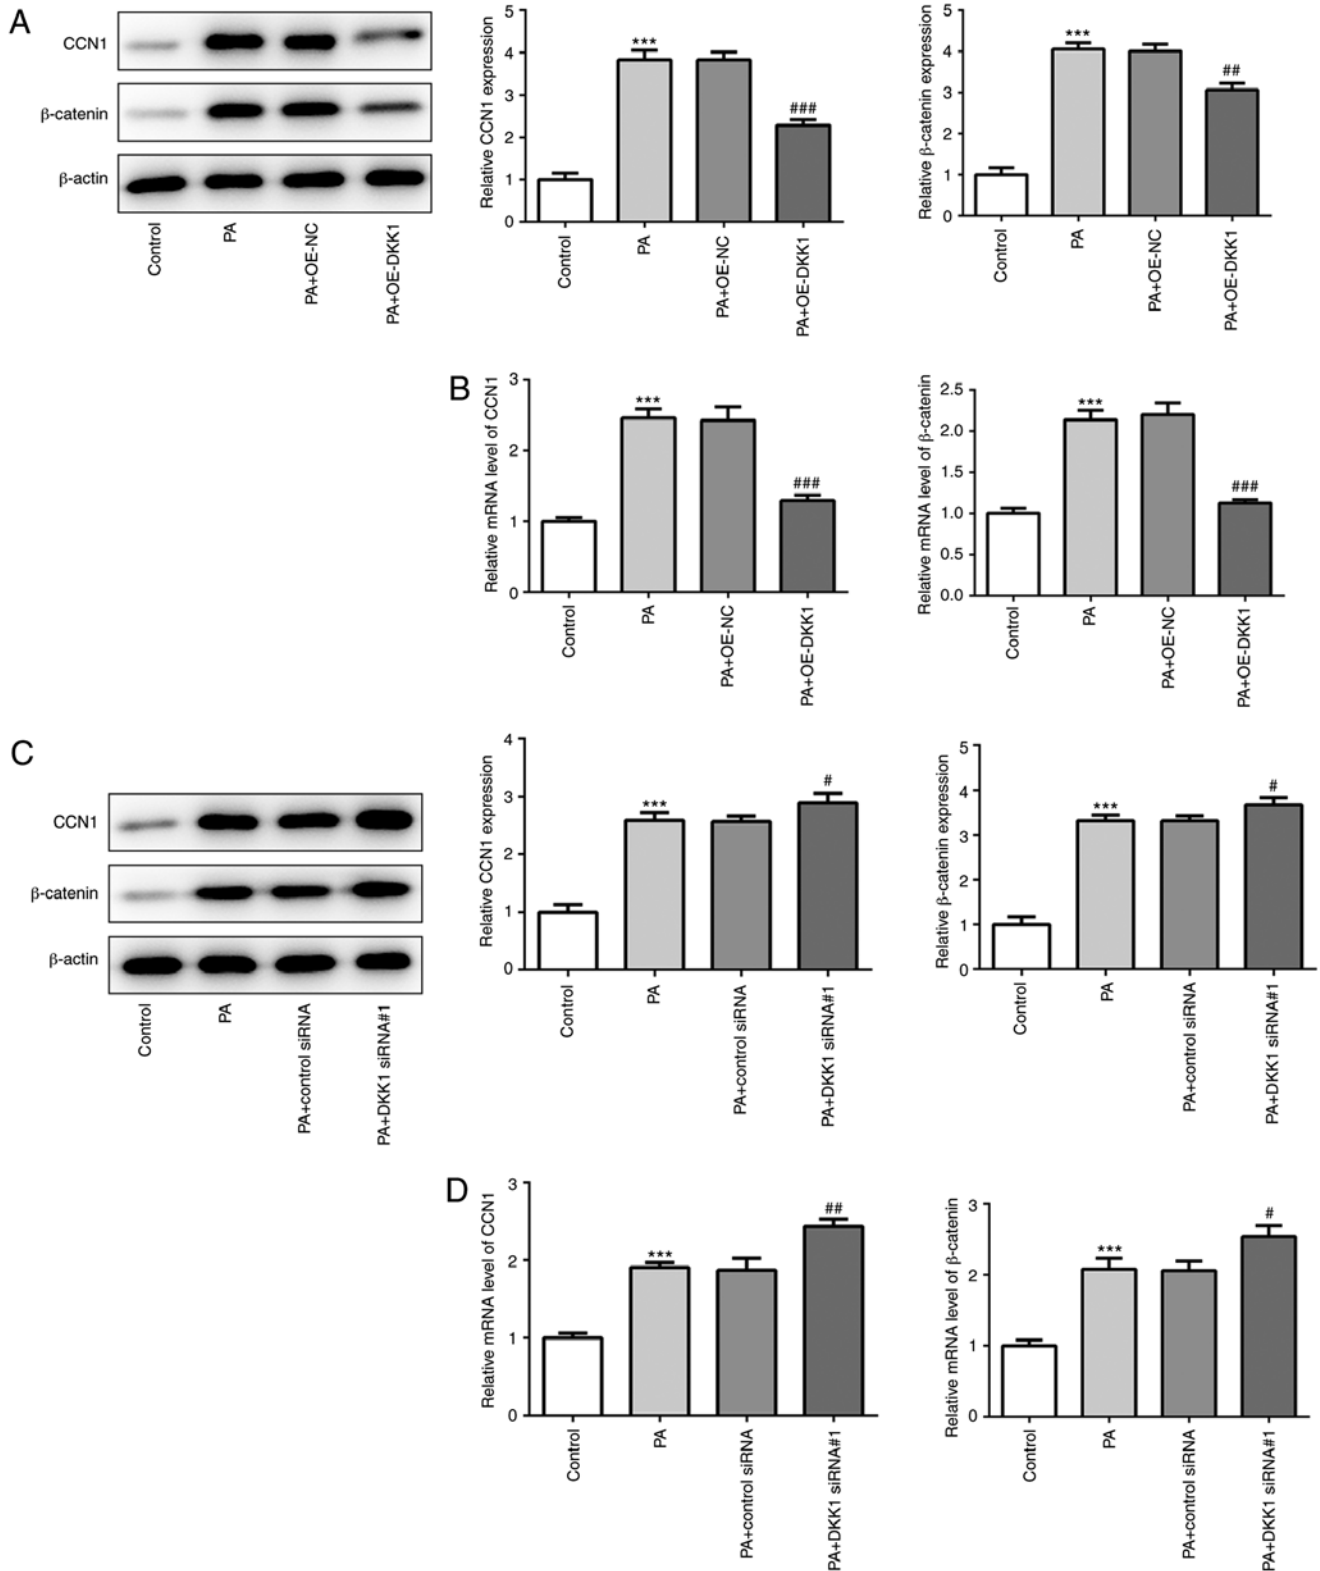 A
CCN1
β-catenin
β-actin
Control
PA
PA+OE-NC
PA+OE-DKK1
Relative CCN1 expression
5
4
3
2
1
0
***
###
Control
PA
PA+OE-NC
PA+OE-DKK1
Relative β-catenin expression
5
4
3
2
1
0
***
##
Control
PA
PA+OE-NC
PA+OE-DKK1
B
Relative mRNA level of CCN1
3
2
1
0
***
###
Control
PA
PA+OE-NC
PA+OE-DKK1
Relative mRNA level of β-catenin
2.5
2.0
1.5
1.0
0.5
0.0
***
###
Control
PA
PA+OE-NC
PA+OE-DKK1
C
CCN1
β-catenin
β-actin
Control
PA
PA+control siRNA
PA+DKK1 siRNA#1
Relative CCN1 expression
4
3
2
1
0
***
#
Control
PA
PA+control siRNA
PA+DKK1 siRNA#1
Relative β-catenin expression
5
4
3
2
1
0
***
#
Control
PA
PA+control siRNA
PA+DKK1 siRNA#1
D
Relative mRNA level of CCN1
3
2
1
0
***
##
Control
PA
PA+control siRNA
PA+DKK1 siRNA#1
Relative mRNA level of β-catenin
3
2
1
0
***
#
Control
PA
PA+control siRNA
PA+DKK1 siRNA#1